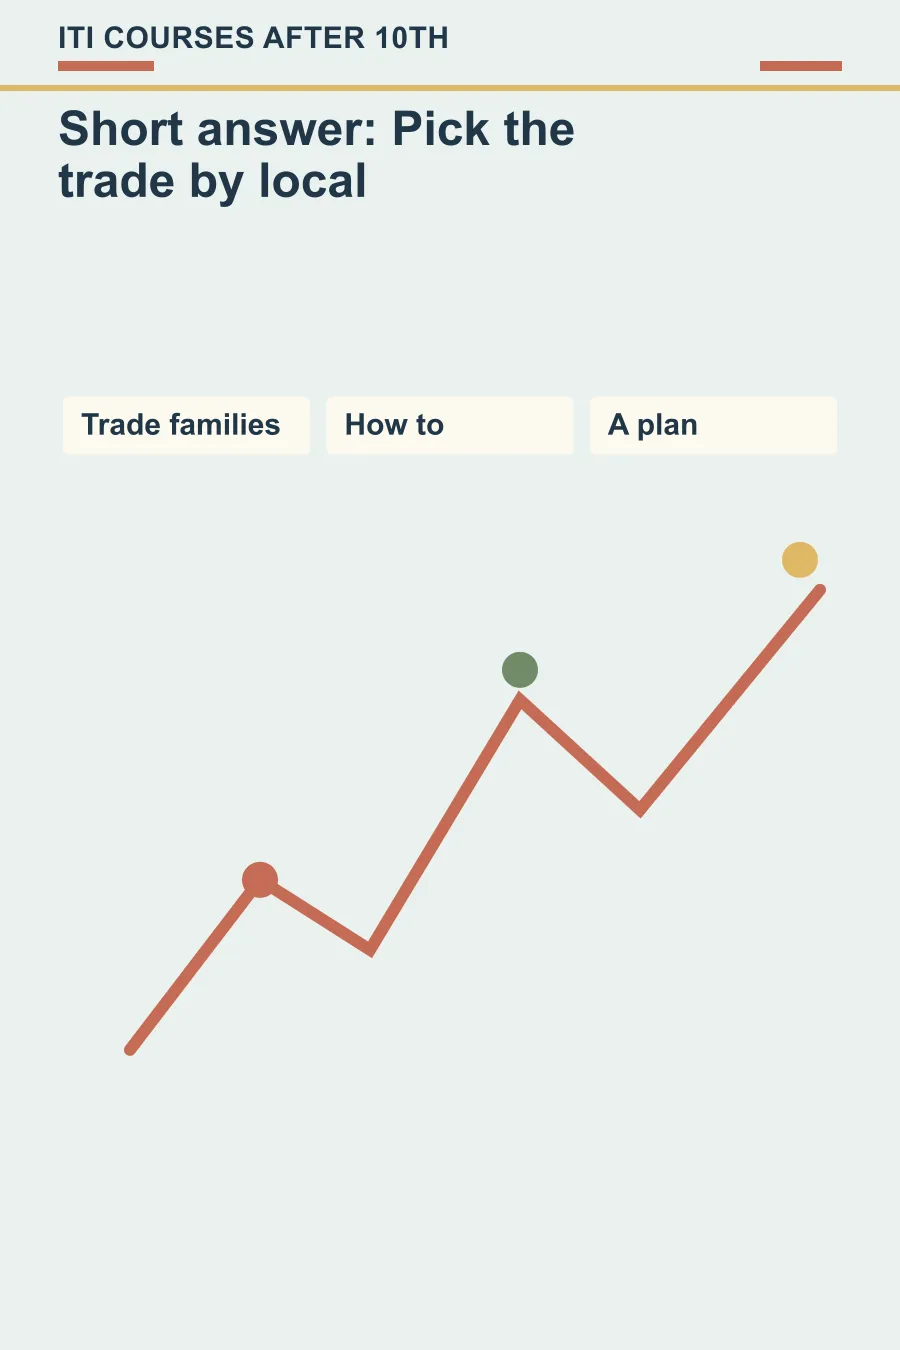 ITI COURSES AFTER 10TH
Short answer: Pick the
trade by local
Trade families
How to
A plan